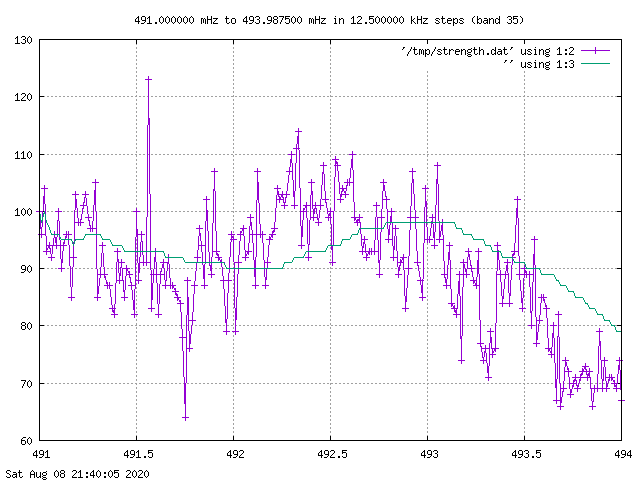 491.000000 mHz to 493.987500 mHz in 12.500000 kHz steps (band 35)
'/tmp/strength.dat' using 1:2
'' using 1:3
130
120
110
100
90
80
70
60
491 491.5 492 492.5 493 493.5 494
Sat Aug 08 21:40:05 2020